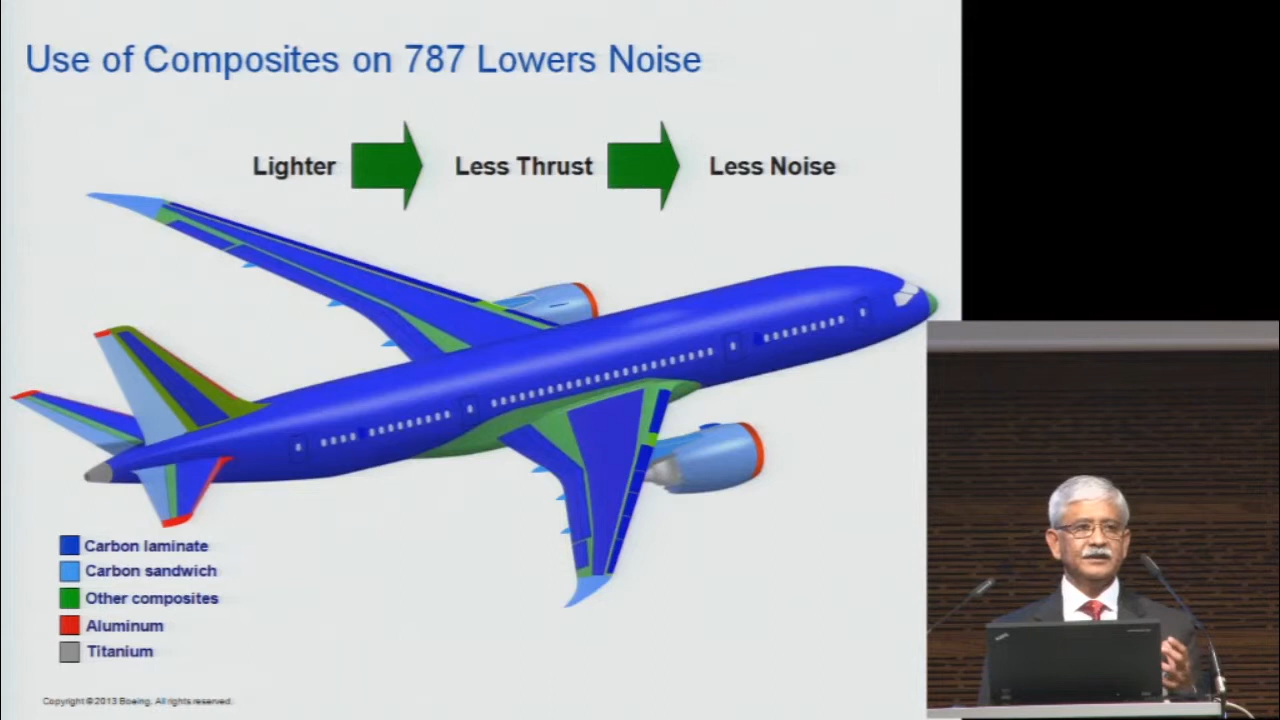 Use of Composites on 787 Lowers Noise
Lighter
Less Thrust
Less Noise
Carbon laminate
Carbon sandwich
Other composites
Aluminum
Titanium
Copyright © 2013 Boeing. All rights reserved.